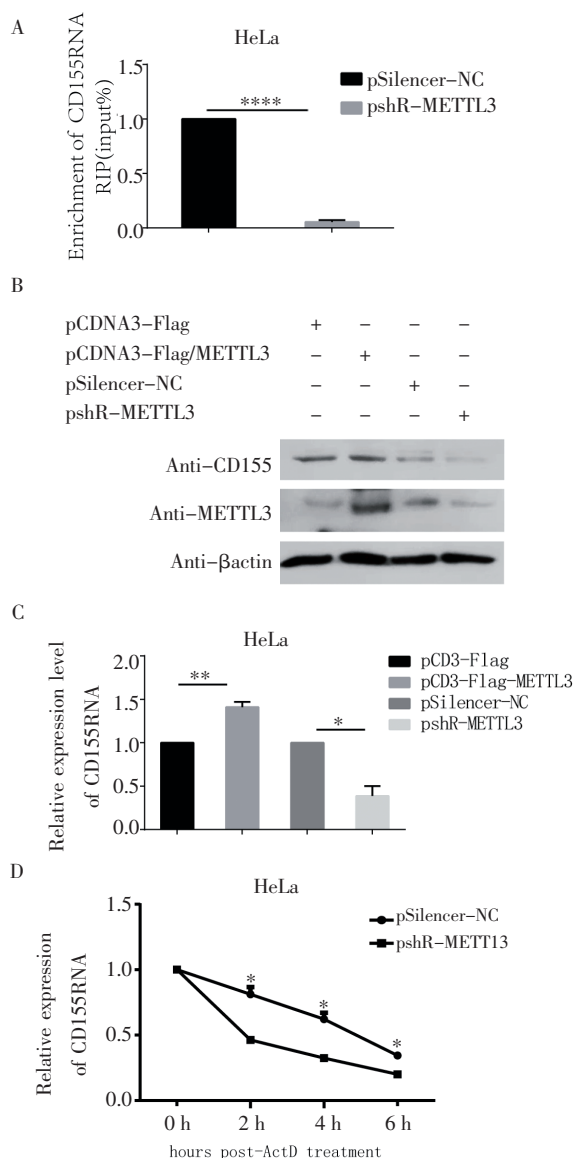 A
HeLa
Enrichment of CD155RNA
RIP(input%)
1.5
1.0
0.5
0.0
****
pSilencer-NC
pshR-METTL3
B
pCDNA3-Flag + − − −
pCDNA3-Flag/METTL3 − + − −
pSilencer-NC − − + −
pshR-METTL3 − − − +
Anti-CD155
Anti-METTL3
Anti-βactin
C
HeLa
Relative expression level
of CD155RNA
2.0
1.5
1.0
0.5
0.0
**
*
pCD3-Flag
pCD3-Flag-METTL3
pSilencer-NC
pshR-METTL3
D
HeLa
Relative expression
of CD155RNA
1.5
1.0
0.5
0.0
*
*
*
pSilencer-NC
pshR-METT13
0 h 2 h 4 h 6 h
hours post-ActD treatment